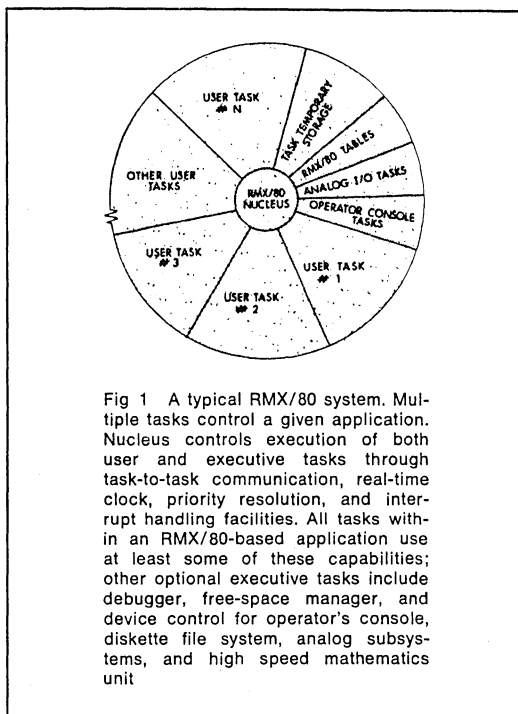 USER TASK
# N
TASK TEMPORARY
STORAGE
RMX/80 TABLES
ANALOG I/O TASKS
OPERATOR CONSOLE
TASKS
OTHER USER
TASKS
RMX/80
NUCLEUS
USER TASK
# 3
USER TASK
# 2
USER TASK
# 1
Fig 1 A typical RMX/80 system. Mul-
tiple tasks control a given application.
Nucleus controls execution of both
user and executive tasks through
task-to-task communication, real-time
clock, priority resolution, and inter-
rupt handling facilities. All tasks with-
in an RMX/80-based application use
at least some of these capabilities;
other optional executive tasks include
debugger, free-space manager, and
device control for operator's console,
diskette file system, analog subsys-
tems, and high speed mathematics
unit